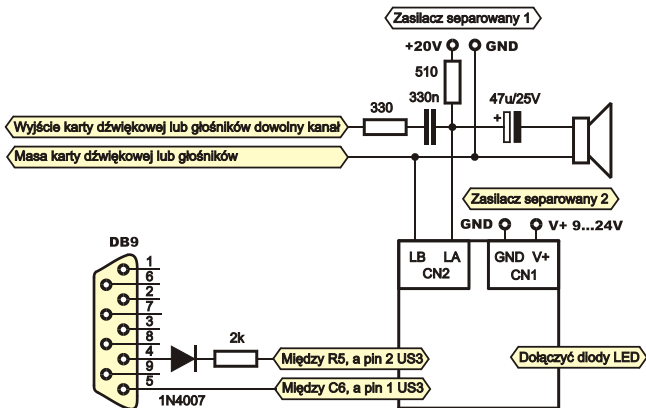 Zasilacz separowany 1
+20V
GND
510
330n
330
47u/25V
+
Wyjście karty dźwiękowej lub głośników dowolny kanał
Masa karty dźwiękowej lub głośników
Zasilacz separowany 2
GND
V+ 9...24V
DB9
LB LA
CN2
GND V+
CN1
1
6
2
7
3
8
4
9
5
2k
1N4007
Między R5, a pin 2 US3
Dołączyć diody LED
Między C6, a pin 1 US3